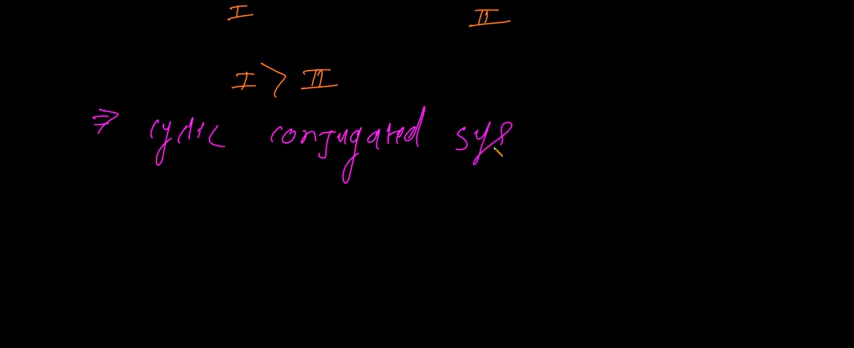 I II
I > II
⇒ cyclic conjugated sys